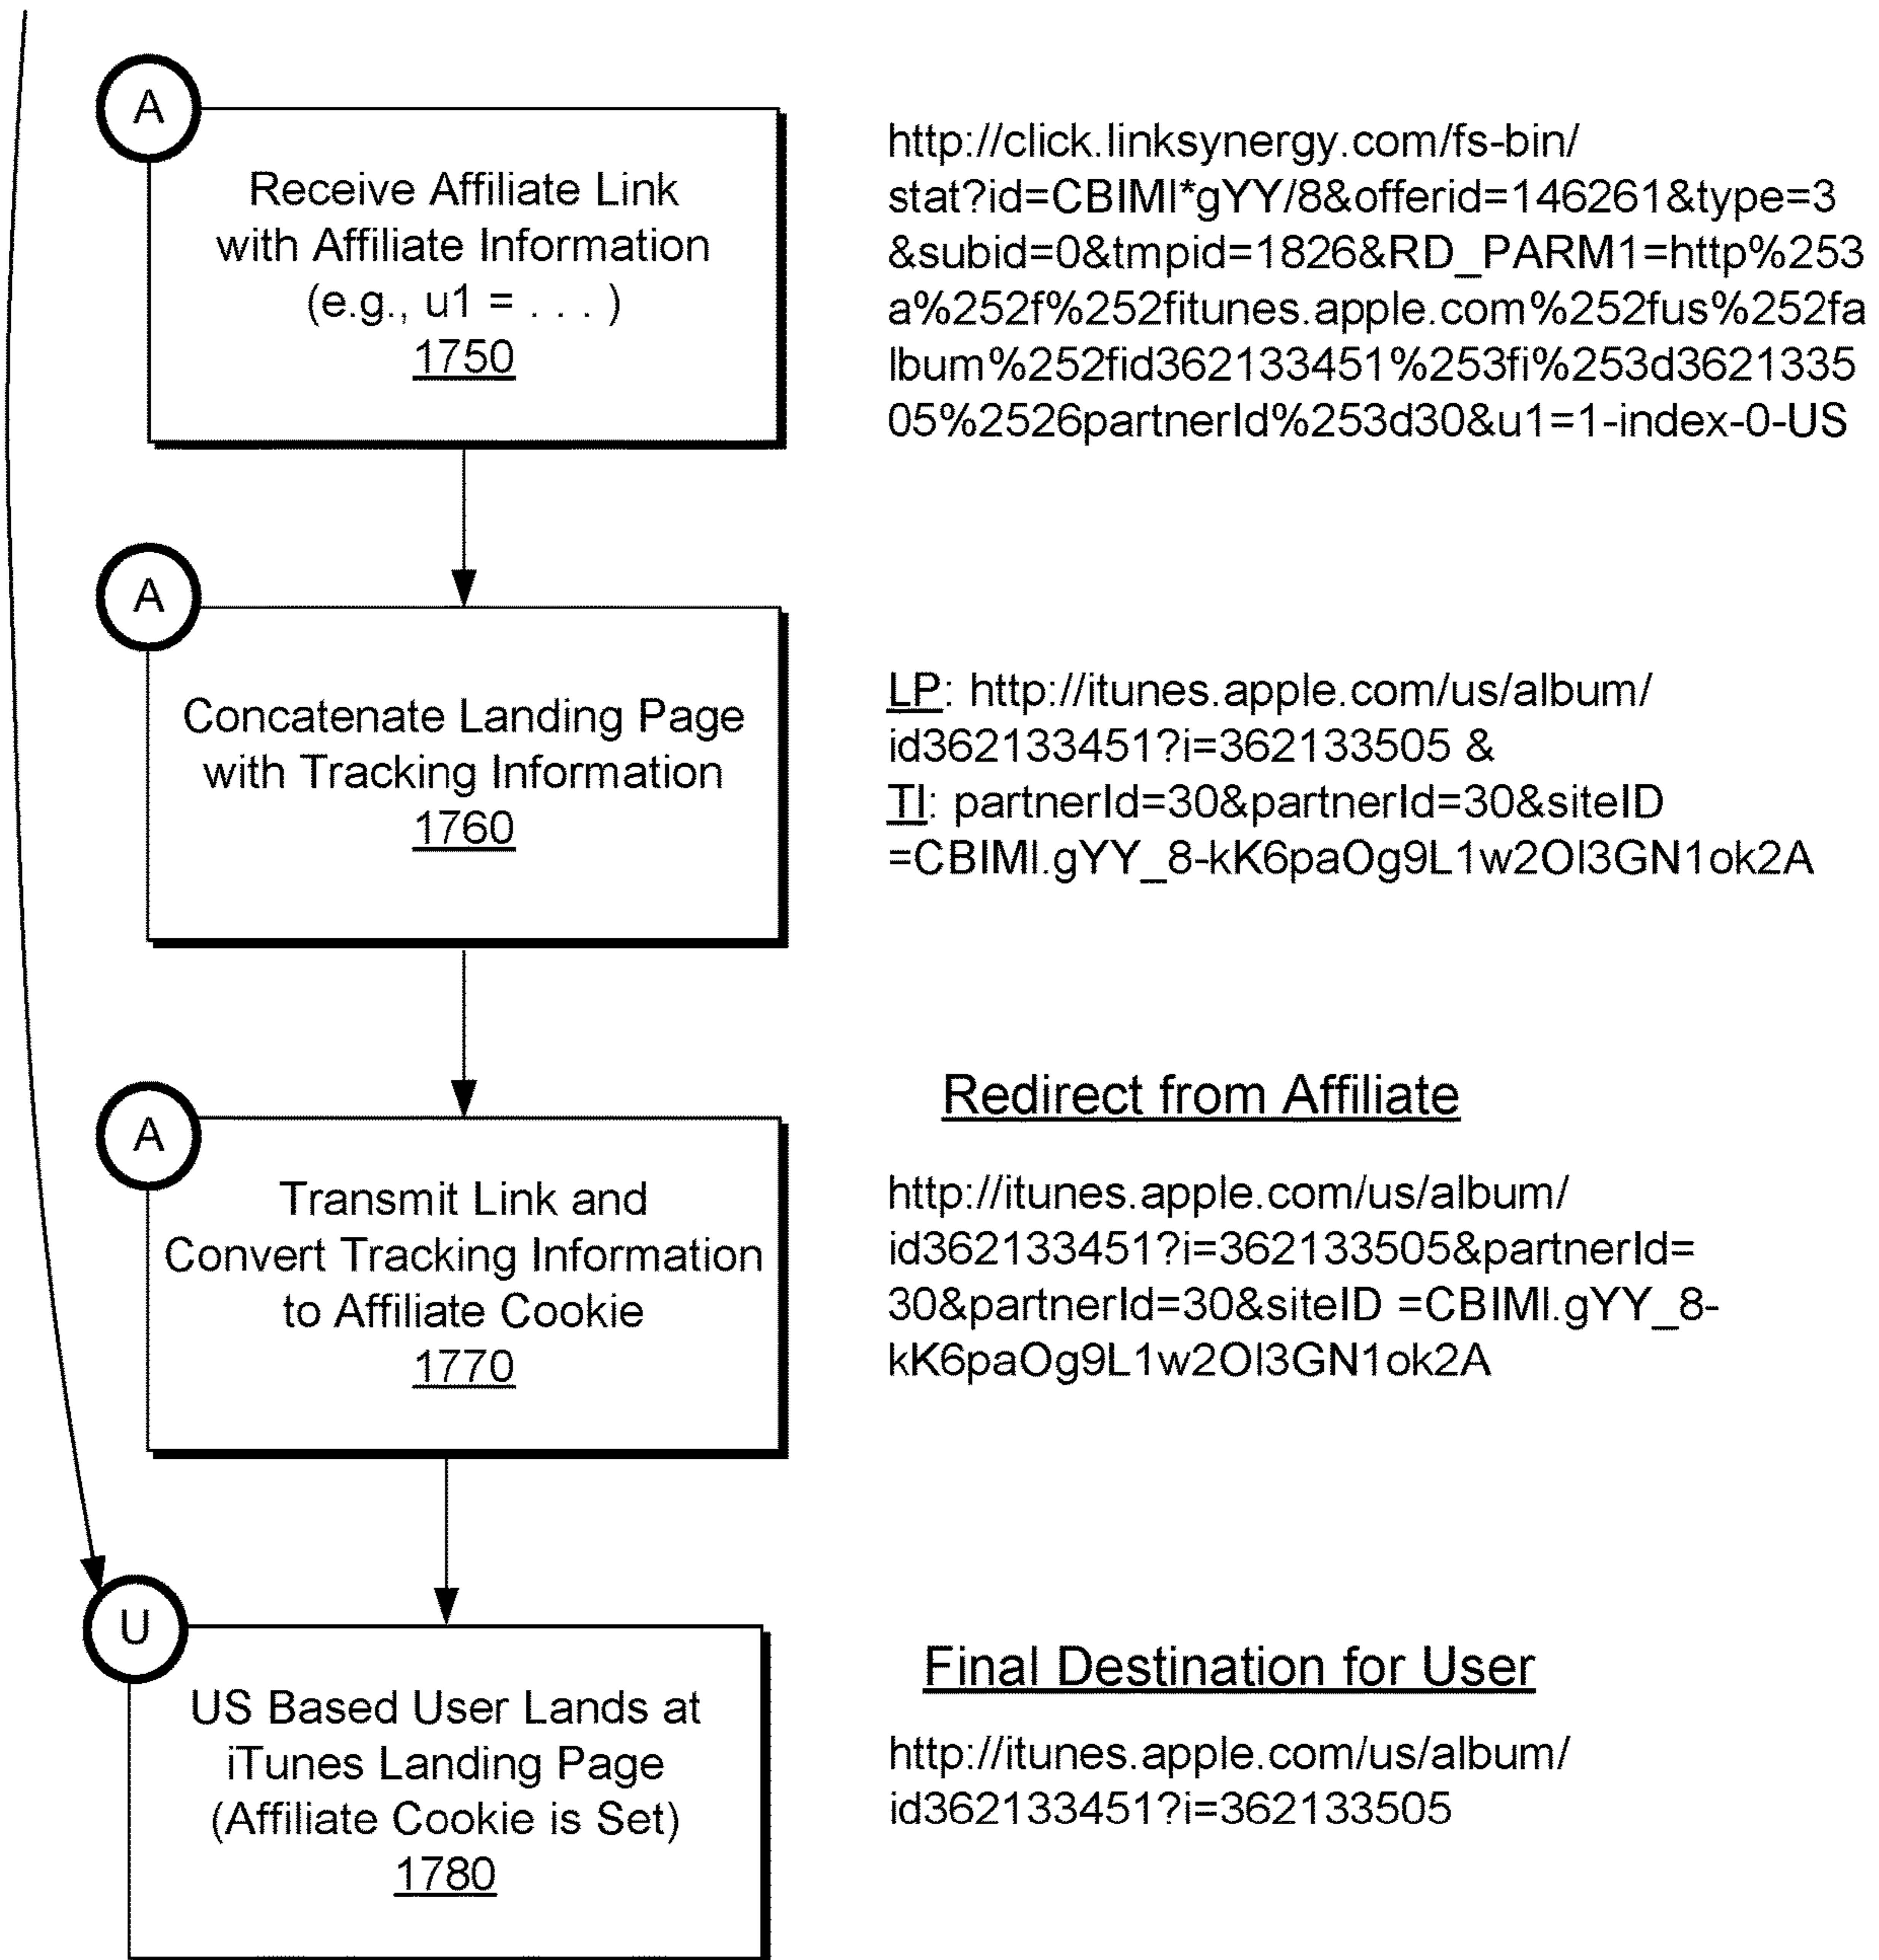 A
Receive Affiliate Link
with Affiliate Information
(e.g., u1 = . . . )
1750
http://click.linksynergy.com/fs-bin/
stat?id=CBIMl*gYY/8&offerid=146261&type=3
&subid=0&tmpid=1826&RD_PARM1=http%253
a%252f%252fitunes.apple.com%252fus%252fa
lbum%252fid362133451%253fi%253d3621335
05%2526partnerId%253d30&u1=1-index-0-US
A
Concatenate Landing Page
with Tracking Information
1760
LP: http://itunes.apple.com/us/album/
id362133451?i=362133505 &
TI: partnerId=30&partnerId=30&siteID
=CBIMl.gYY_8-kK6paOg9L1w2OI3GN1ok2A
A
Transmit Link and
Convert Tracking Information
to Affiliate Cookie
1770
Redirect from Affiliate
http://itunes.apple.com/us/album/
id362133451?i=362133505&partnerId=
30&partnerId=30&siteID =CBIMl.gYY_8-
kK6paOg9L1w2OI3GN1ok2A
U
US Based User Lands at
iTunes Landing Page
(Affiliate Cookie is Set)
1780
Final Destination for User
http://itunes.apple.com/us/album/
id362133451?i=362133505